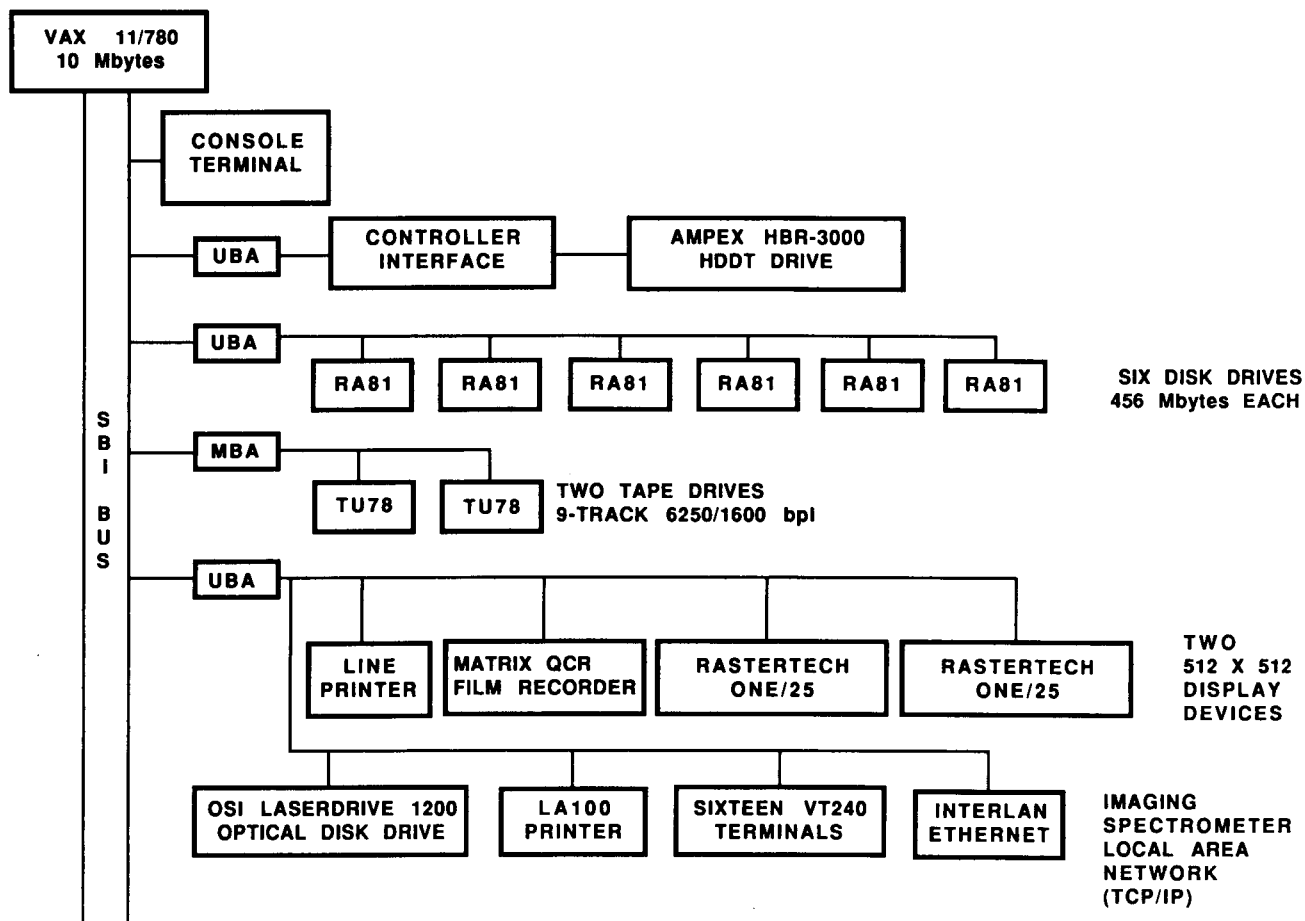 VAX 11/780
10 Mbytes
CONSOLE
TERMINAL
UBA
CONTROLLER
INTERFACE
AMPEX HBR-3000
HDDT DRIVE
UBA
RA81
RA81
RA81
RA81
RA81
RA81
SIX DISK DRIVES
456 Mbytes EACH
SBI BUS
MBA
TU78
TU78
TWO TAPE DRIVES
9-TRACK 6250/1600 bpi
UBA
LINE
PRINTER
MATRIX QCR
FILM RECORDER
RASTERTECH
ONE/25
RASTERTECH
ONE/25
TWO
512 X 512
DISPLAY
DEVICES
OSI LASERDRIVE 1200
OPTICAL DISK DRIVE
LA100
PRINTER
SIXTEEN VT240
TERMINALS
INTERLAN
ETHERNET
IMAGING
SPECTROMETER
LOCAL AREA
NETWORK
(TCP/IP)